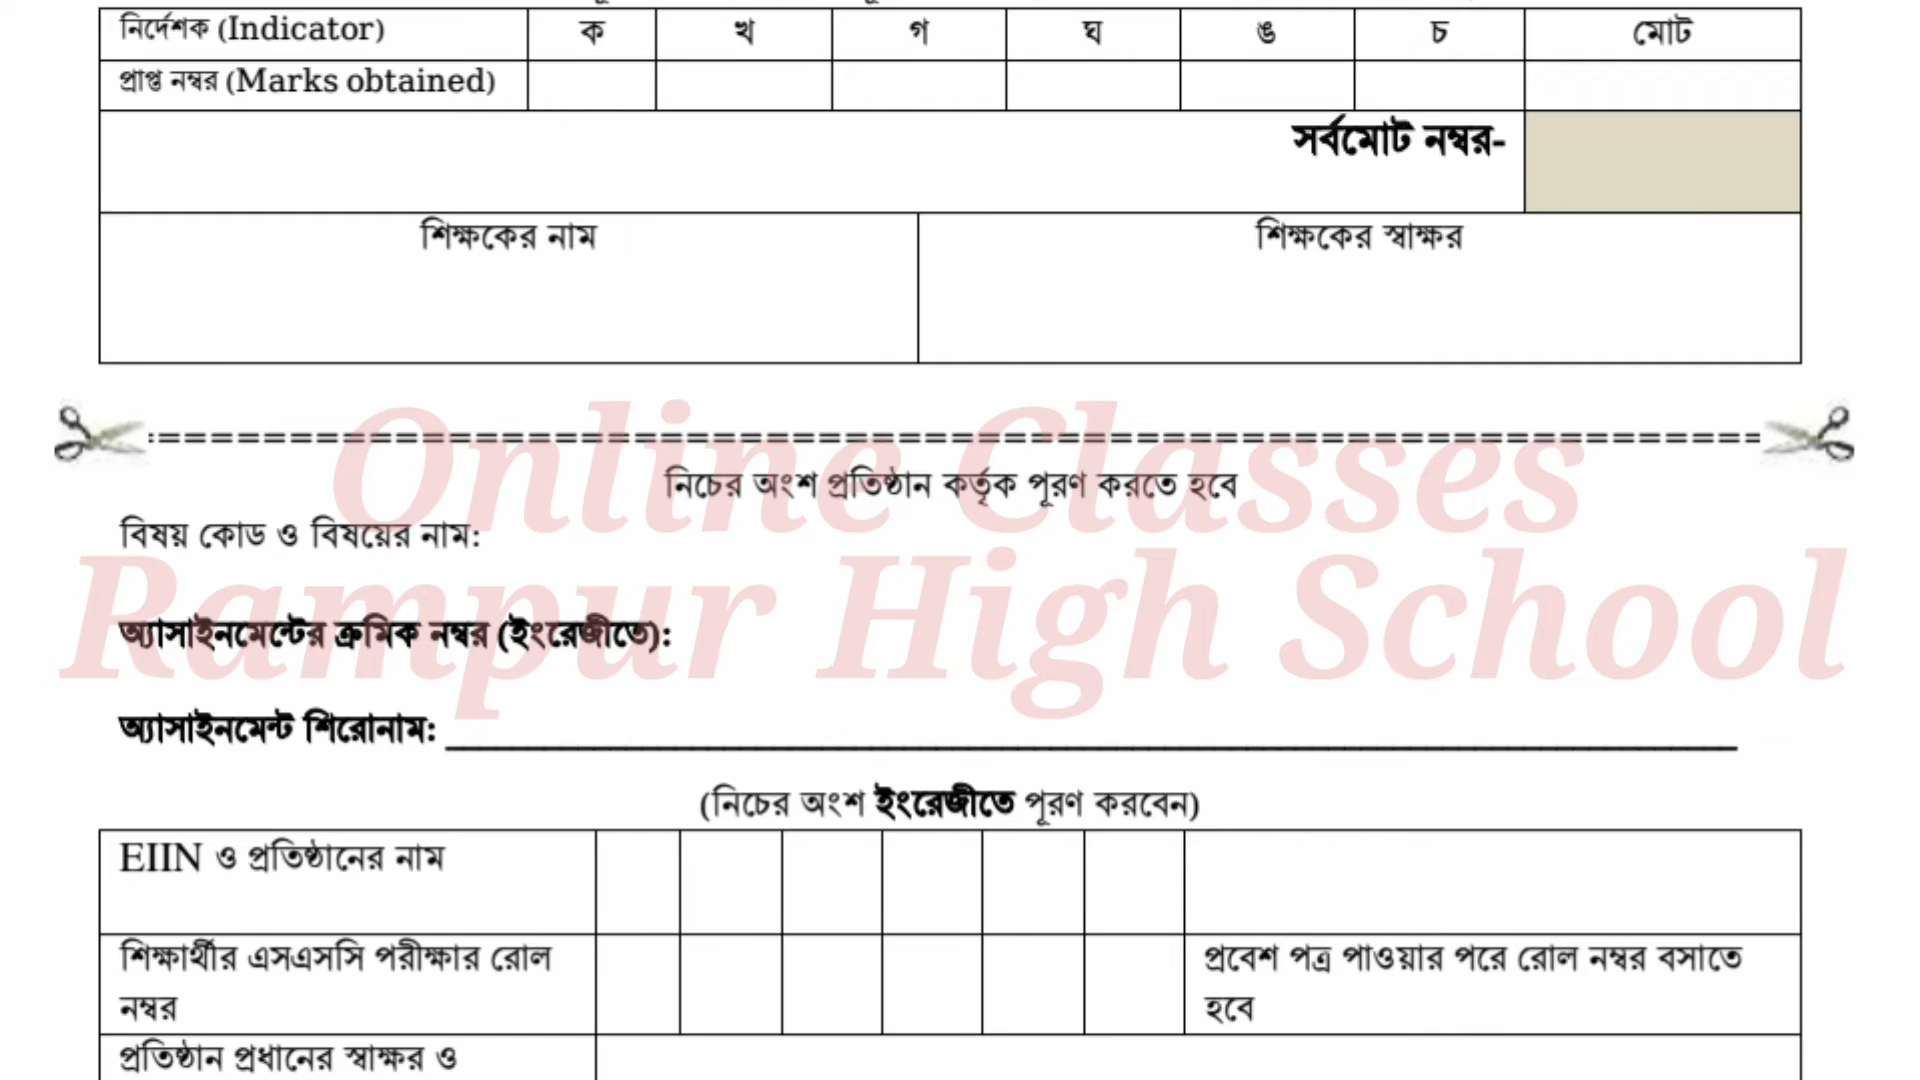 নির্দেশক (Indicator) ক খ গ ঘ ঙ চ মোট
প্রাপ্ত নম্বর (Marks obtained)
সর্বমোট নম্বর-
শিক্ষকের নাম শিক্ষকের স্বাক্ষর
নিচের অংশ প্রতিষ্ঠান কর্তৃক পূরণ করতে হবে
বিষয় কোড ও বিষয়ের নাম:
অ্যাসাইনমেন্টের ক্রমিক নম্বর (ইংরেজীতে):
অ্যাসাইনমেন্ট শিরোনাম:
(নিচের অংশ ইংরেজীতে পূরণ করবেন)
EIIN ও প্রতিষ্ঠানের নাম
শিক্ষার্থীর এসএসসি পরীক্ষার রোল
নম্বর
প্রবেশ পত্র পাওয়ার পরে রোল নম্বর বসাতে
হবে
প্রতিষ্ঠান প্রধানের স্বাক্ষর ও
Online Classes
Rampur High School